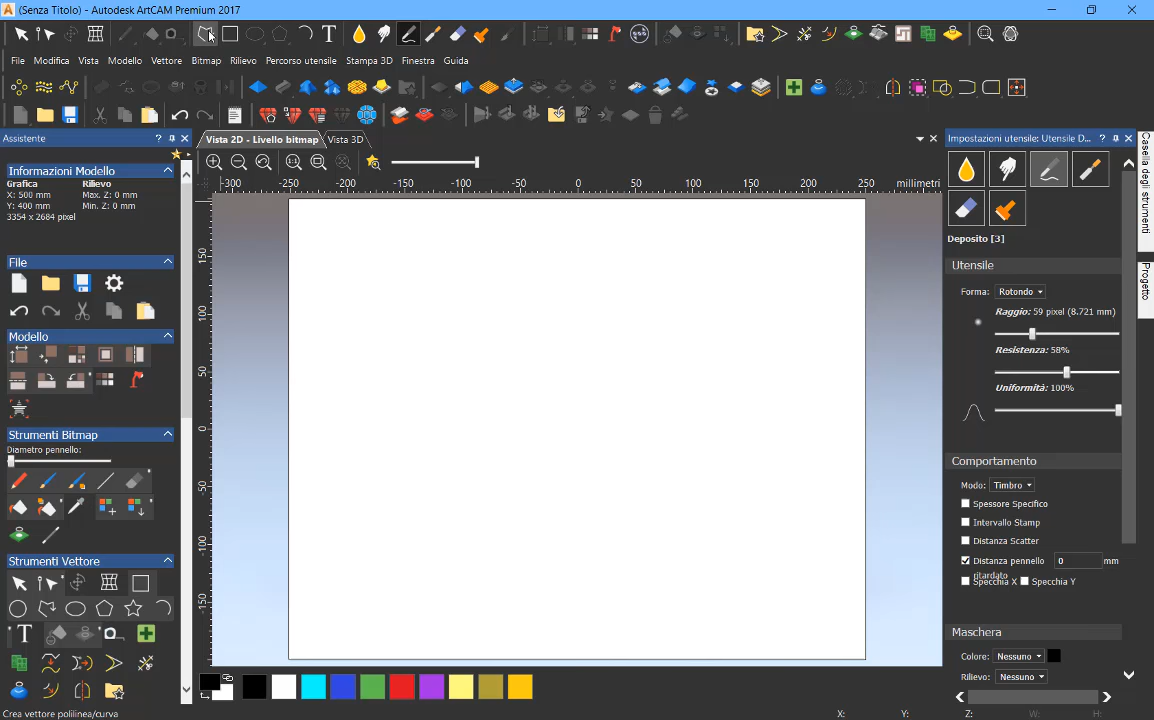 (Senza Titolo) - Autodesk ArtCAM Premium 2017
File Modifica Vista Modello Vettore Bitmap Rilievo Percorso utensile Stampa 3D Finestra Guida
Assistente
Vista 2D - Livello bitmap Vista 3D
Informazioni Modello
Grafica Rilievo
X: 500 mm Max. Z: 0 mm
Y: 400 mm Min. Z: 0 mm
3354 x 2684 pixel
File
Modello
Strumenti Bitmap
Diametro pennello:
Strumenti Vettore
-300 -250 -200 -150 -100 -50 0 50 100 150 200 250 millimetri
150
100
50
0
-50
-100
-150
Impostazioni utensile: Utensile D...
Deposito [3]
Utensile
Forma: Rotondo
Raggio: 59 pixel (8.721 mm)
Resistenza: 58%
Uniformità: 100%
Comportamento
Modo: Timbro
Spessore Specifico
Intervallo Stamp
Distanza Scatter
Distanza pennello 0 mm
ritardato
Specchia X Specchia Y
Maschera
Colore: Nessuno
Rilievo: Nessuno
Casella degli strumenti
Progetto
Crea vettore polilinea/curva X: Y: Z: W: H: